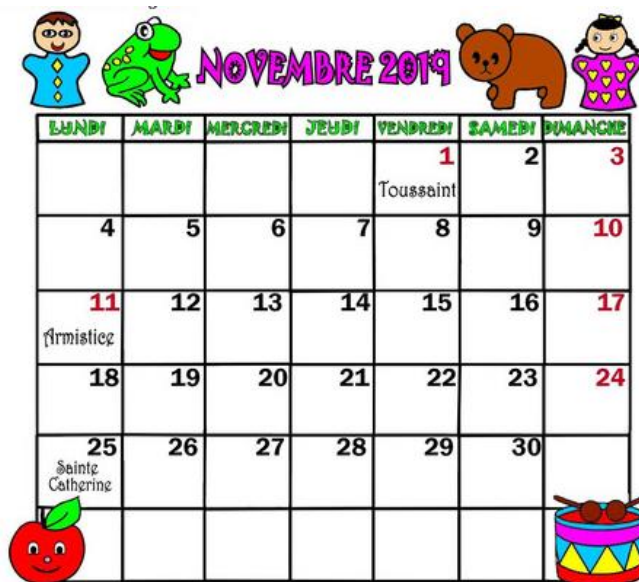 NOVEMBRE 2019
LUNDI MARDI MERCREDI JEUDI VENDREDI SAMEDI DIMANCHE
1 2 3
Toussaint
4 5 6 7 8 9 10
11 12 13 14 15 16 17
Armistice
18 19 20 21 22 23 24
25 26 27 28 29 30
Sainte
Catherine